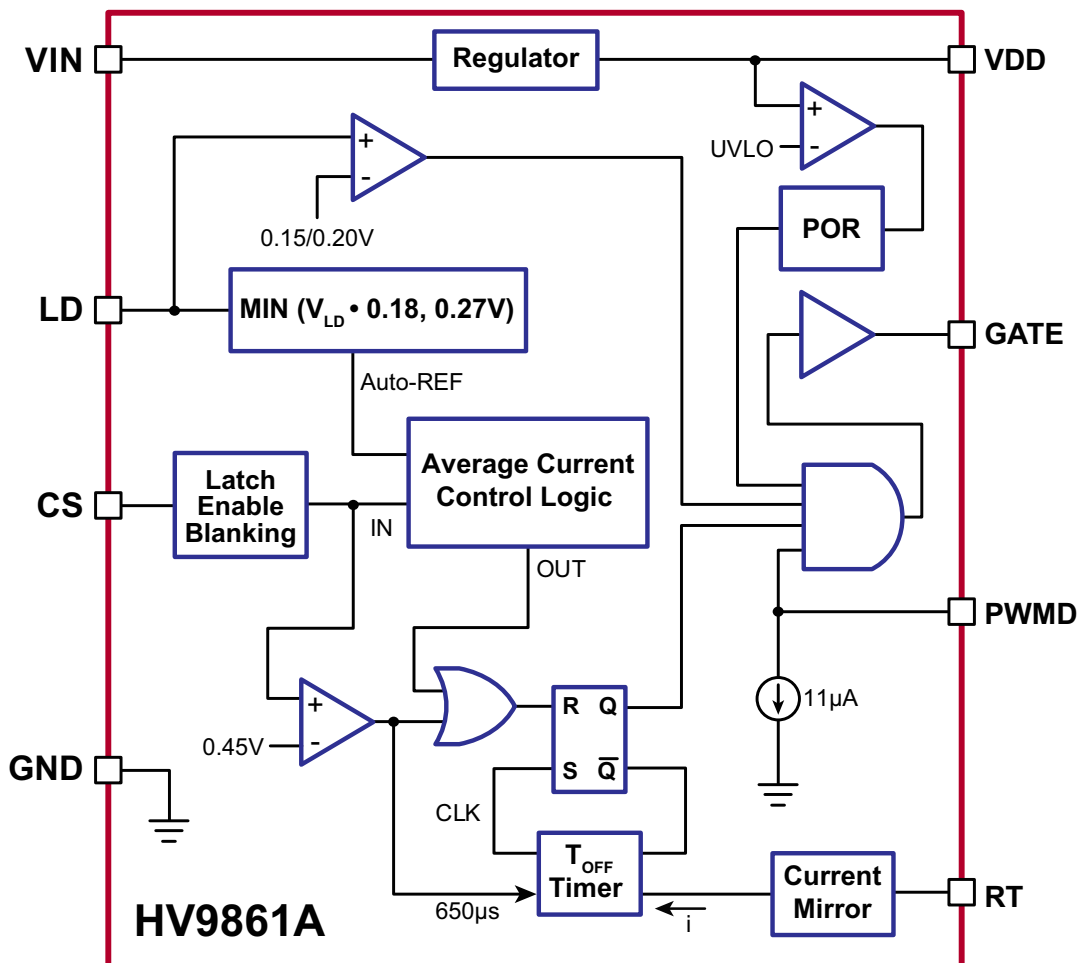 VIN
Regulator
VDD
+
-
UVLO
+
-
0.15/0.20V
POR
LD
MIN (V_LD • 0.18, 0.27V)
GATE
Auto-REF
Average Current
Control Logic
Latch
Enable
Blanking
CS
IN
OUT
PWMD
11µA
+
-
0.45V
R Q
S Q̅
GND
CLK
T_OFF
Timer
650µs
i
Current
Mirror
RT
HV9861A